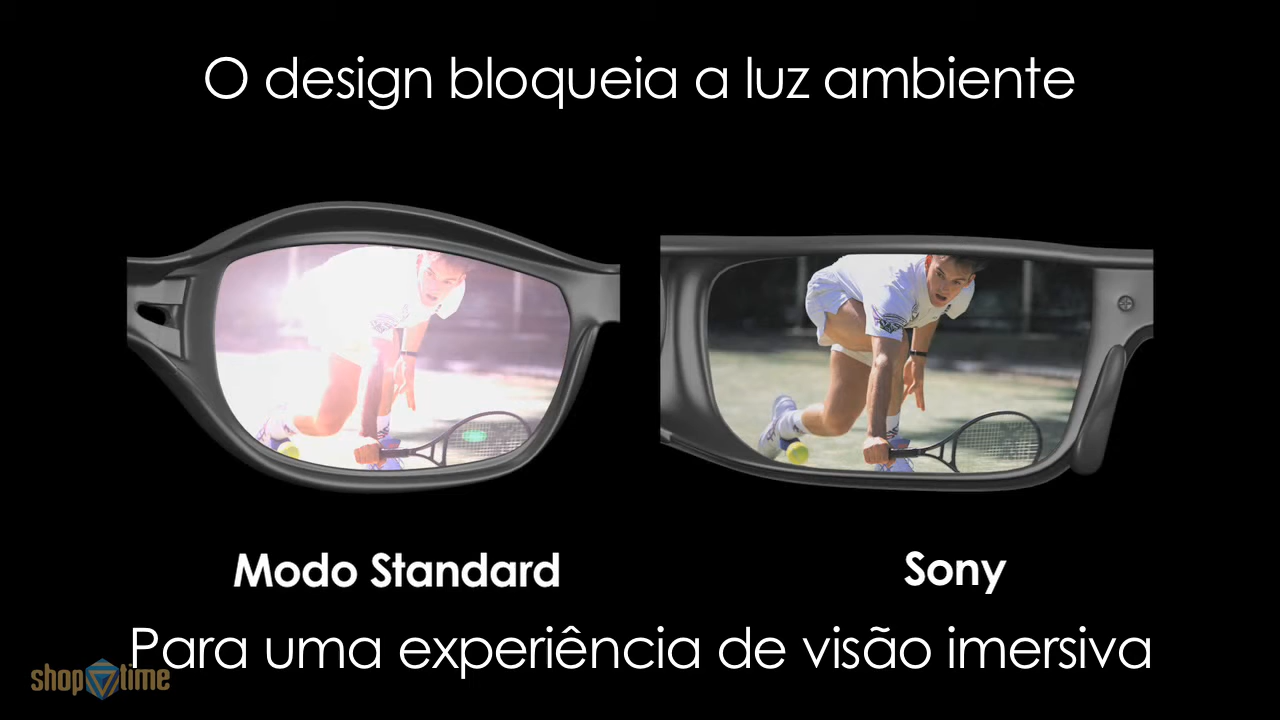 O design bloqueia a luz ambiente
Modo Standard
Sony
Para uma experiência de visão imersiva
shoptime